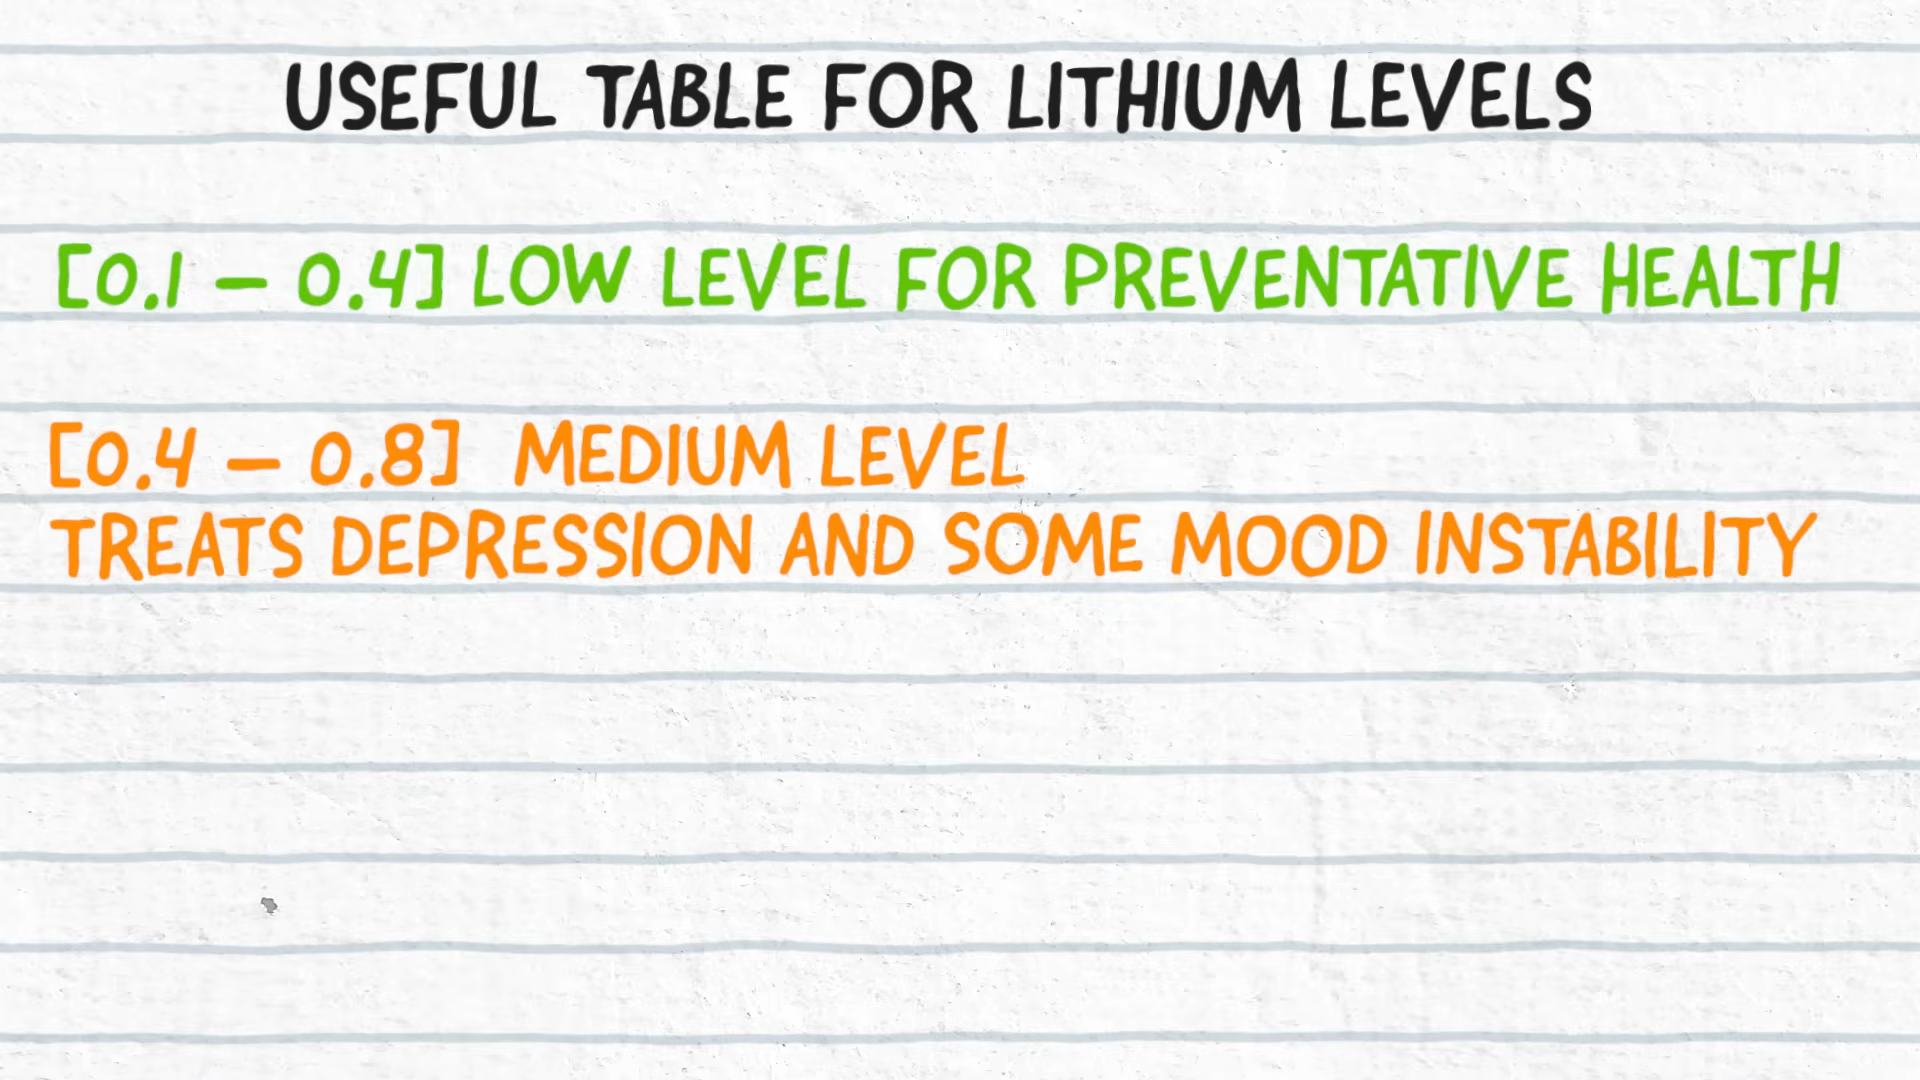 USEFUL TABLE FOR LITHIUM LEVELS
[0.1 – 0.4] LOW LEVEL FOR PREVENTATIVE HEALTH
[0.4 – 0.8] MEDIUM LEVEL
TREATS DEPRESSION AND SOME MOOD INSTABILITY